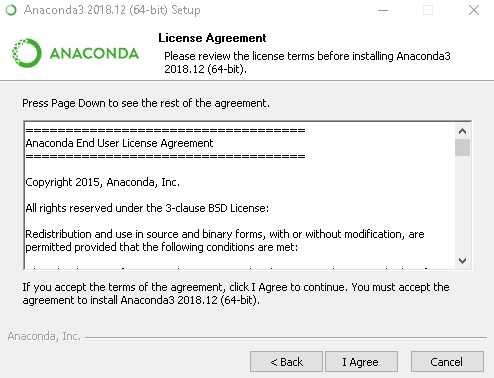 Anaconda3 2018.12 (64-bit) Setup
ANACONDA
License Agreement
Please review the license terms before installing Anaconda3
2018.12 (64-bit).
Press Page Down to see the rest of the agreement.
===================================
Anaconda End User License Agreement
===================================
Copyright 2015, Anaconda, Inc.
All rights reserved under the 3-clause BSD License:
Redistribution and use in source and binary forms, with or without modification, are
permitted provided that the following conditions are met:
If you accept the terms of the agreement, click I Agree to continue. You must accept the
agreement to install Anaconda3 2018.12 (64-bit).
Anaconda, Inc.
< Back
I Agree
Cancel